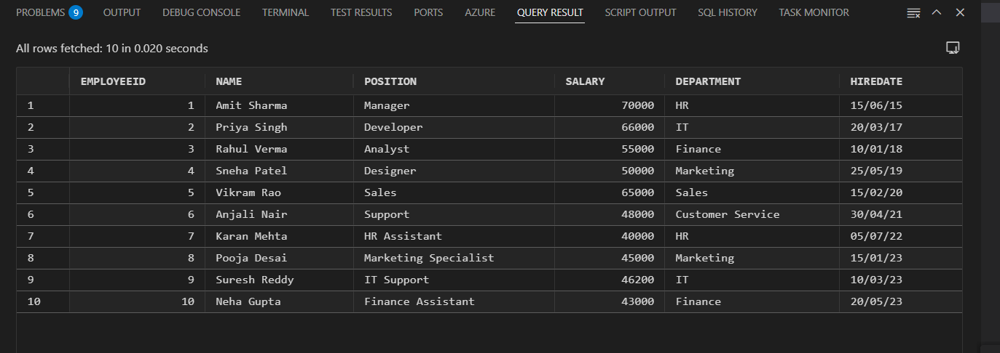 PROBLEMS 9 OUTPUT DEBUG CONSOLE TERMINAL TEST RESULTS PORTS AZURE QUERY RESULT SCRIPT OUTPUT SQL HISTORY TASK MONITOR
All rows fetched: 10 in 0.020 seconds
EMPLOYEEID NAME POSITION SALARY DEPARTMENT HIREDATE
1 1 Amit Sharma Manager 70000 HR 15/06/15
2 2 Priya Singh Developer 66000 IT 20/03/17
3 3 Rahul Verma Analyst 55000 Finance 10/01/18
4 4 Sneha Patel Designer 50000 Marketing 25/05/19
5 5 Vikram Rao Sales 65000 Sales 15/02/20
6 6 Anjali Nair Support 48000 Customer Service 30/04/21
7 7 Karan Mehta HR Assistant 40000 HR 05/07/22
8 8 Pooja Desai Marketing Specialist 45000 Marketing 15/01/23
9 9 Suresh Reddy IT Support 46200 IT 10/03/23
10 10 Neha Gupta Finance Assistant 43000 Finance 20/05/23